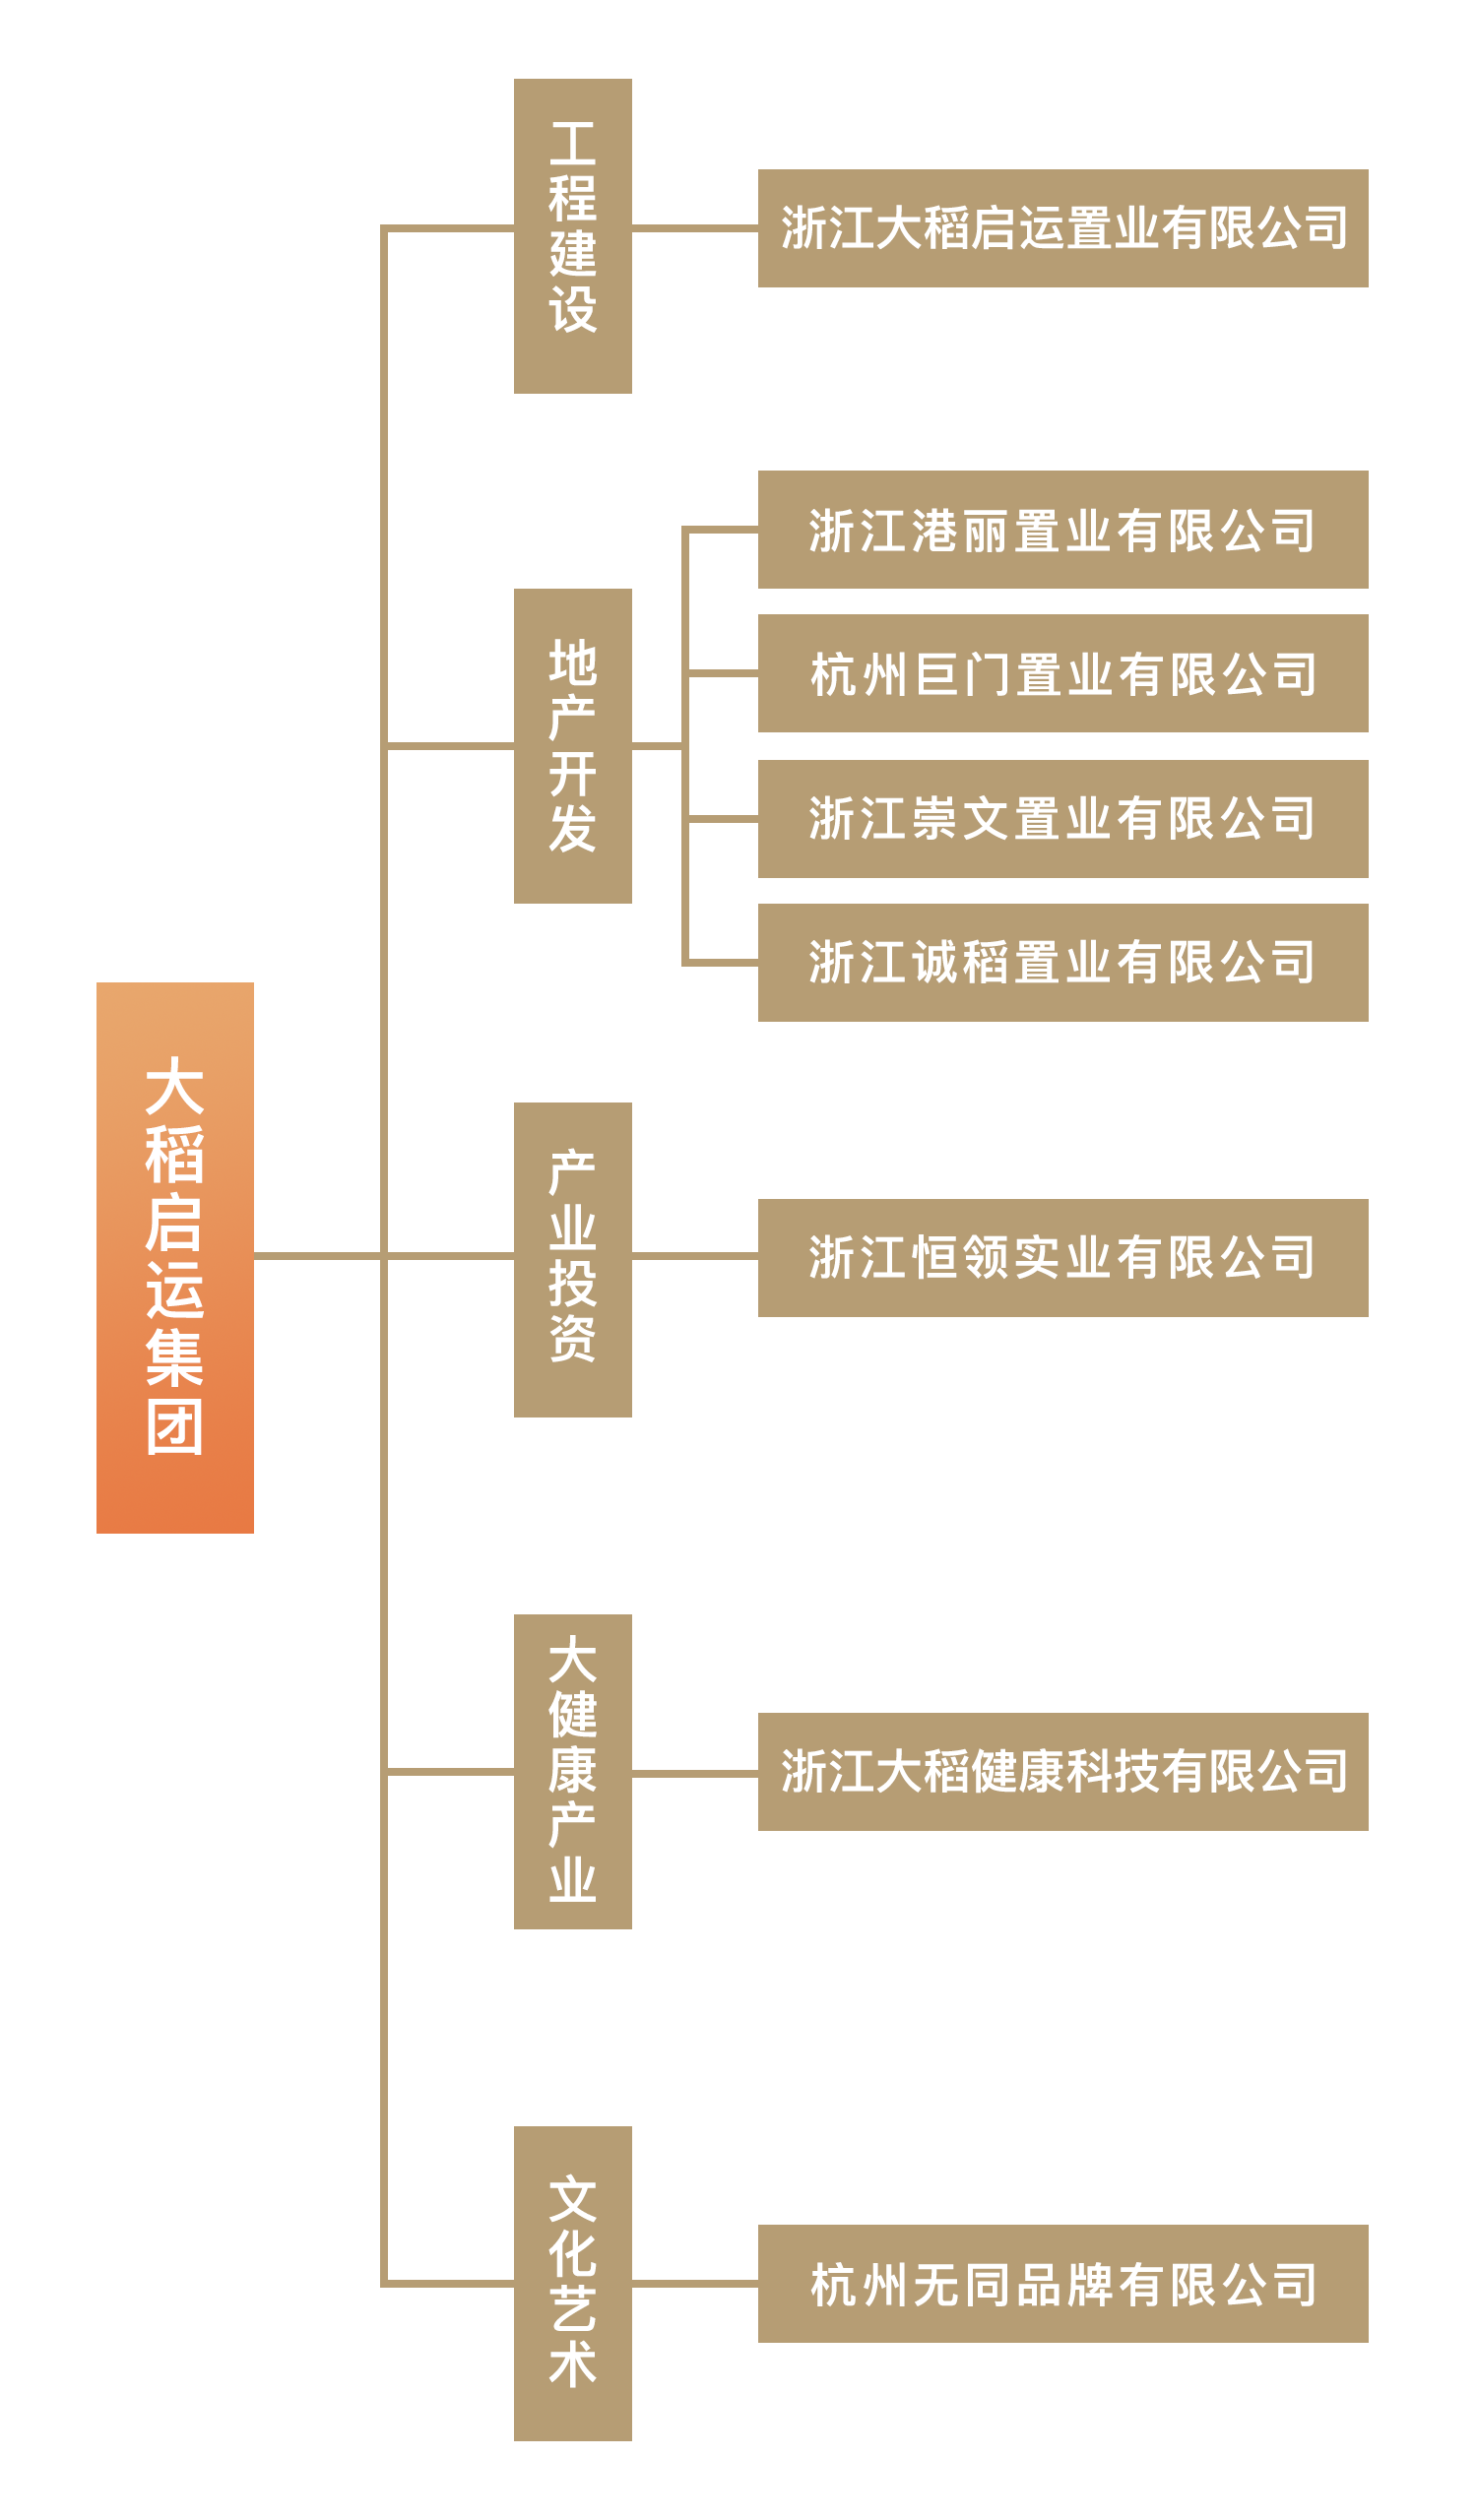 大稻启运集团
工程建设
浙江大稻启运置业有限公司
地产开发
浙江港丽置业有限公司
杭州巨门置业有限公司
浙江崇文置业有限公司
浙江诚稻置业有限公司
产业投资
浙江恒颂实业有限公司
大健康产业
浙江大稻健康科技有限公司
文化艺术
杭州无同品牌有限公司